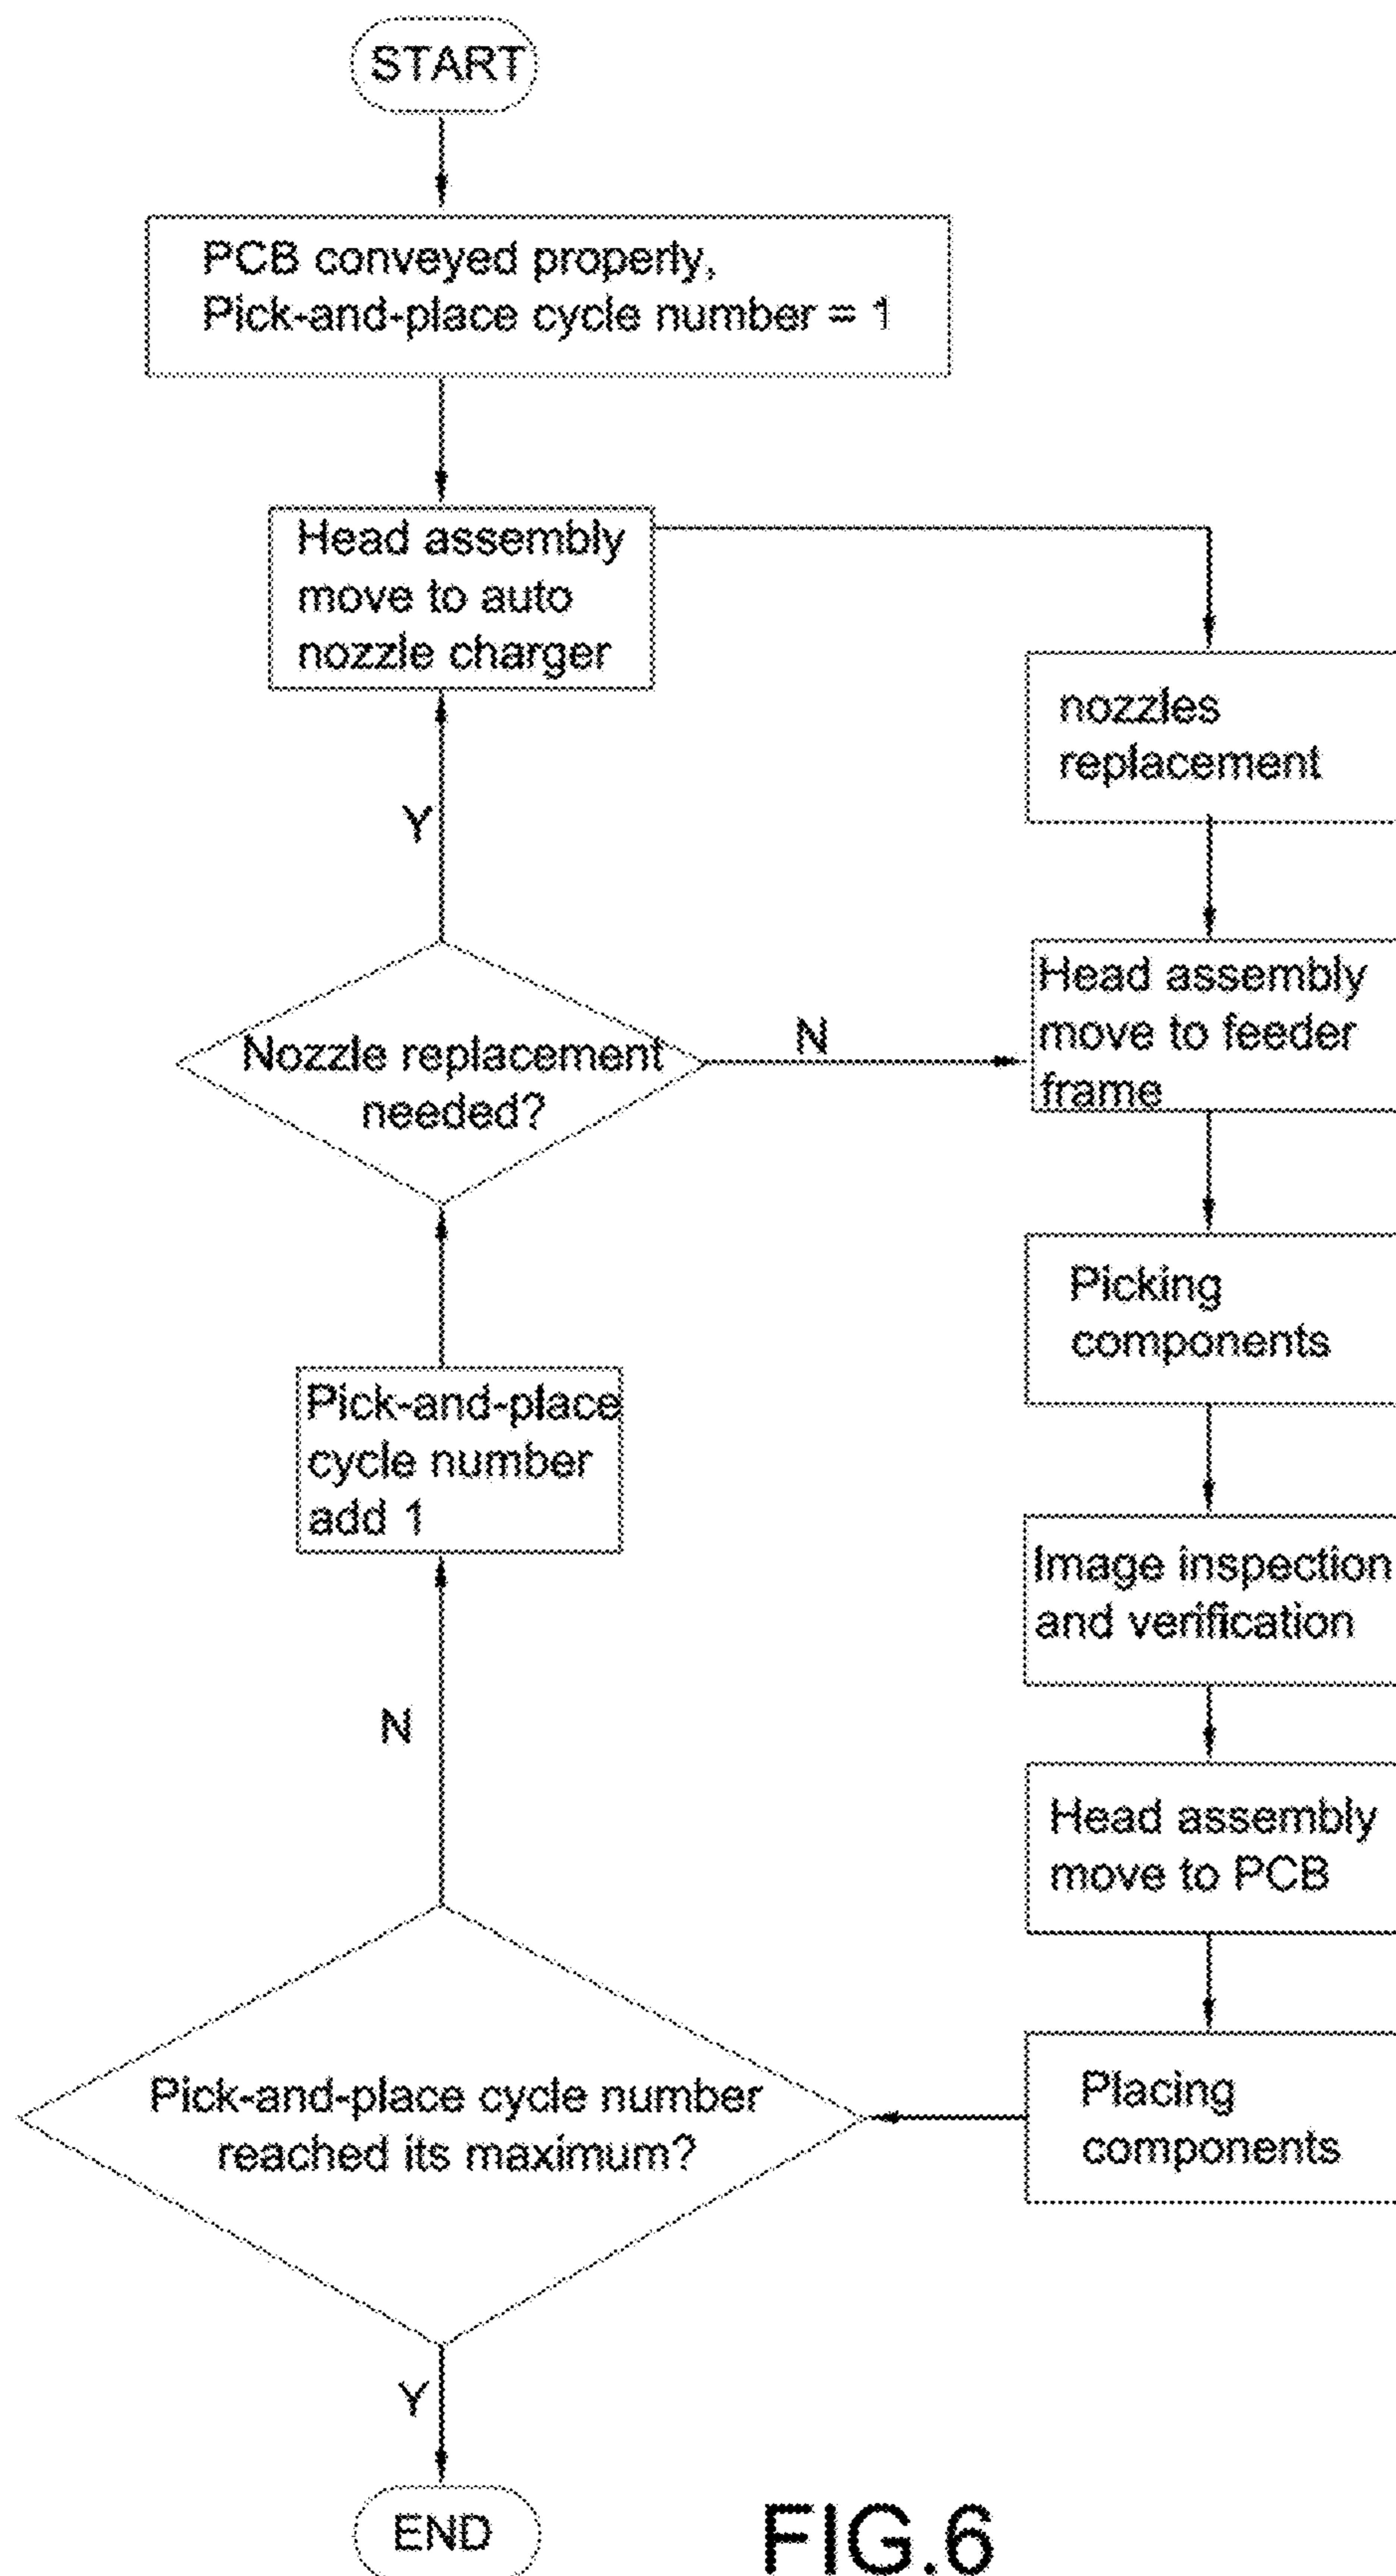 START
PCB conveyed property,
Pick-and-place cycle number = 1
Head assembly
move to auto
nozzle charger
nozzles
replacement
Y
Head assembly
move to feeder
frame
N
Nozzle replacement
needed?
Picking
components
Pick-and-place
cycle number
add 1
Image inspection
and verification
N
Head assembly
move to PCB
Placing
components
Pick-and-place cycle number
reached its maximum?
Y
END
FIG.6